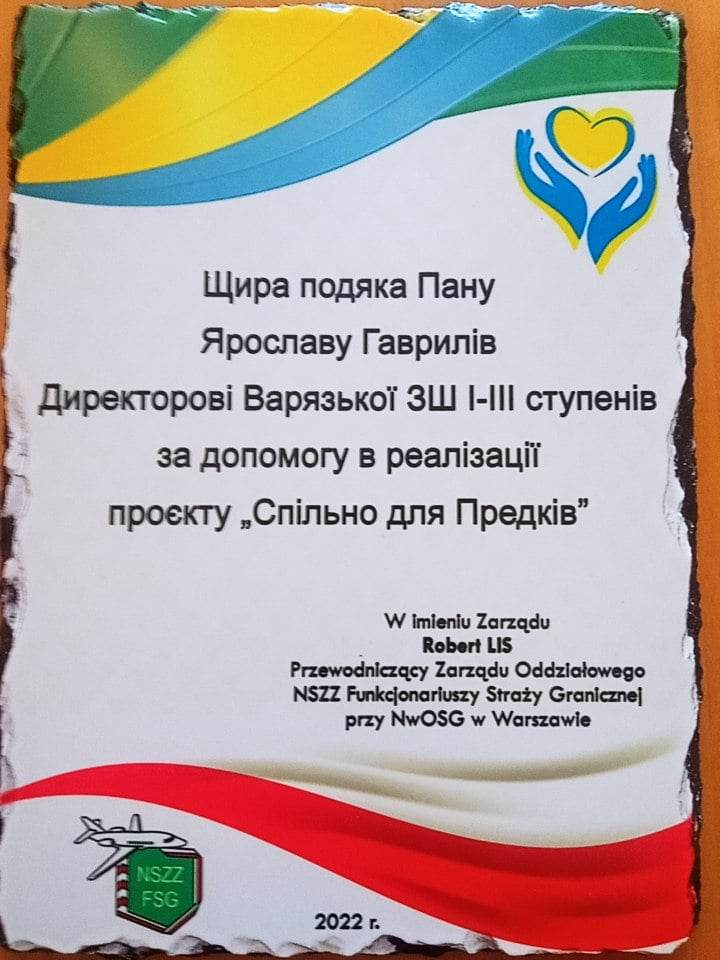 Щира подяка Пану
Ярославу Гаврилів
Директорові Варязької ЗШ І-ІІІ ступенів
за допомогу в реалізації
проєкту „Спільно для Предків”
W imieniu Zarządu
Robert LIS
Przewodniczący Zarządu Oddziałowego
NSZZ Funkcjonariuszy Straży Granicznej
przy NwOSG w Warszawie
NSZZ
FSG
2022 r.